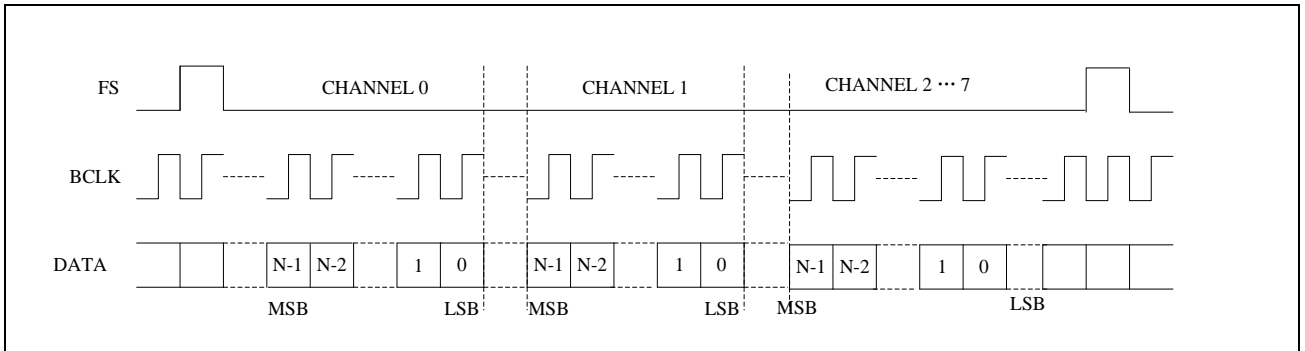 FS CHANNEL 0 CHANNEL 1 CHANNEL 2 ··· 7
BCLK
DATA N-1 N-2 1 0 N-1 N-2 1 0 N-1 N-2 1 0
MSB LSB MSB LSB MSB LSB